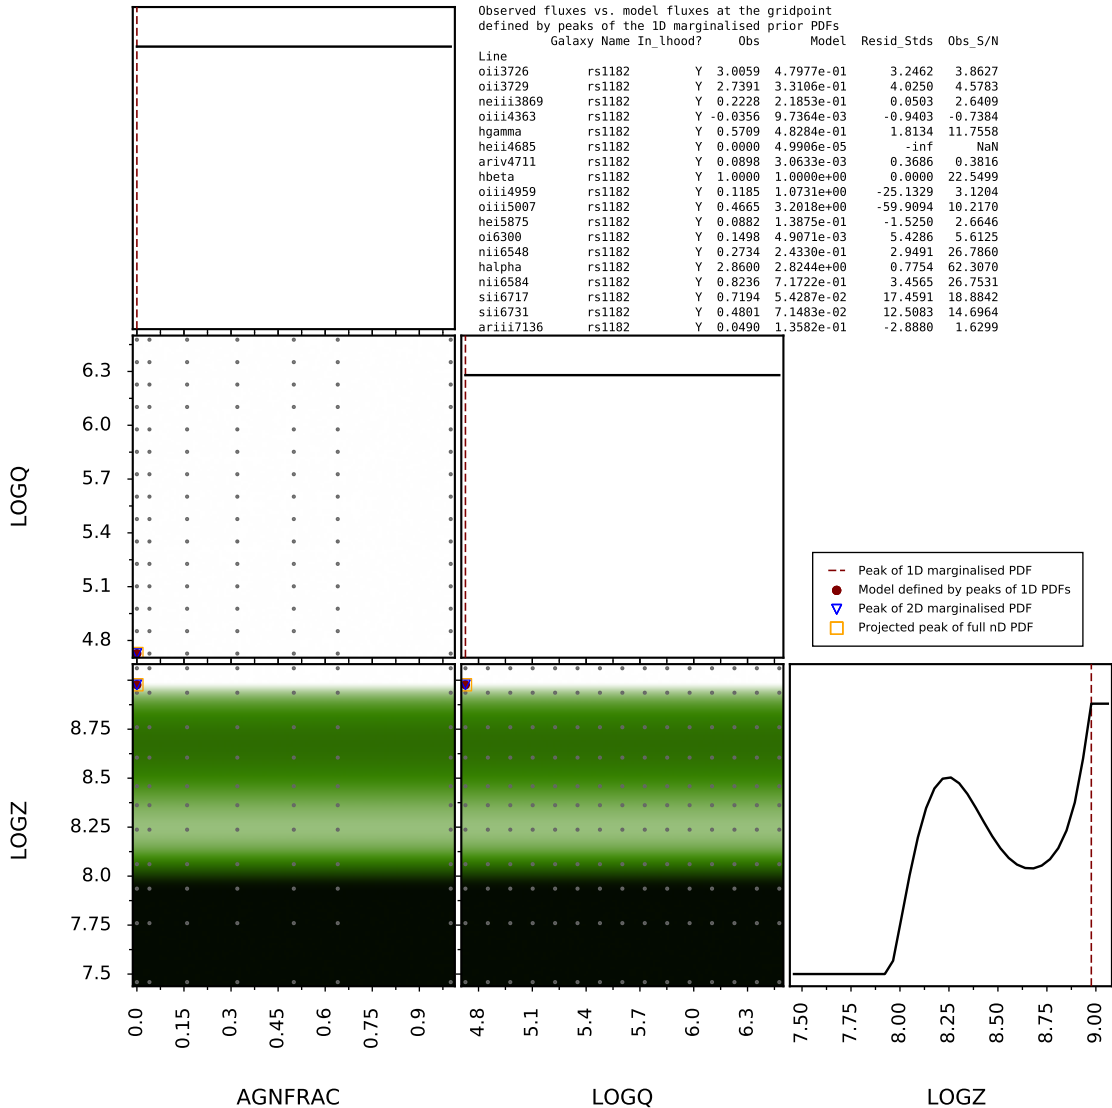 Observed fluxes vs. model fluxes at the gridpoint
defined by peaks of the 1D marginalised prior PDFs
Galaxy Name In_lhood? Obs Model Resid_Stds Obs_S/N
Line
oii3726 rs1182 Y 3.0059 4.7977e-01 3.2462 3.8627
oii3729 rs1182 Y 2.7391 3.3106e-01 4.0250 4.5783
neiii3869 rs1182 Y 0.2228 2.1853e-01 0.0503 2.6409
oiii4363 rs1182 Y -0.0356 9.7364e-03 -0.9403 -0.7384
hgamma rs1182 Y 0.5709 4.8284e-01 1.8134 11.7558
heii4685 rs1182 Y 0.0000 4.9906e-05 -inf NaN
ariv4711 rs1182 Y 0.0898 3.0633e-03 0.3686 0.3816
hbeta rs1182 Y 1.0000 1.0000e+00 0.0000 22.5499
oiii4959 rs1182 Y 0.1185 1.0731e+00 -25.1329 3.1204
oiii5007 rs1182 Y 0.4665 3.2018e+00 -59.9094 10.2170
hei5875 rs1182 Y 0.0882 1.3875e-01 -1.5250 2.6646
oi6300 rs1182 Y 0.1498 4.9071e-03 5.4286 5.6125
nii6548 rs1182 Y 0.2734 2.4330e-01 2.9491 26.7860
halpha rs1182 Y 2.8600 2.8244e+00 0.7754 62.3070
nii6584 rs1182 Y 0.8236 7.1722e-01 3.4565 26.7531
sii6717 rs1182 Y 0.7194 5.4287e-02 17.4591 18.8842
sii6731 rs1182 Y 0.4801 7.1483e-02 12.5083 14.6964
ariii7136 rs1182 Y 0.0490 1.3582e-01 -2.8880 1.6299
6.3
6.0
5.7
5.4
5.1
4.8
LOGQ
Peak of 1D marginalised PDF
Model defined by peaks of 1D PDFs
Peak of 2D marginalised PDF
Projected peak of full nD PDF
8.75
8.5
8.25
8.0
7.75
7.5
LOGZ
0.0 0.15 0.3 0.45 0.6 0.75 0.9
4.8 5.1 5.4 5.7 6.0 6.3
7.50 7.75 8.00 8.25 8.50 8.75 9.00
AGNFRAC LOGQ LOGZ